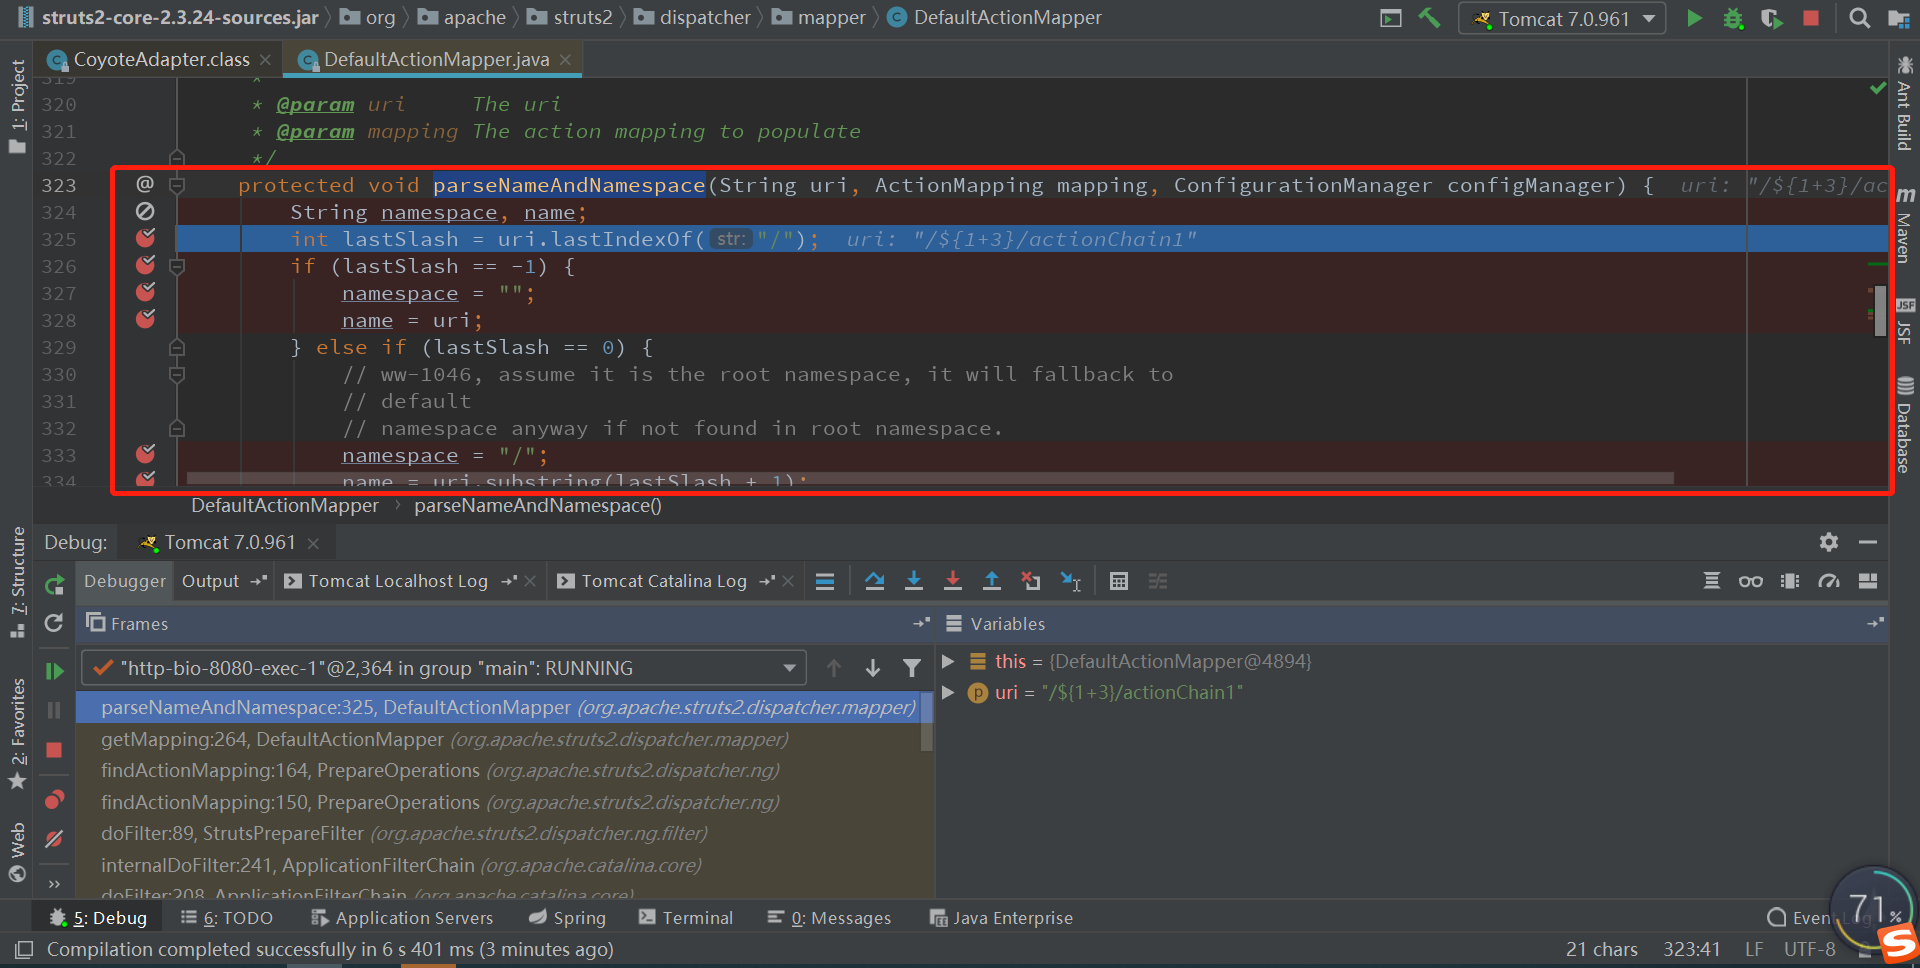 struts2-core-2.3.24-sources.jar org apache struts2 dispatcher mapper DefaultActionMapper Tomcat 7.0.961
CoyoteAdapter.class DefaultActionMapper.java
319 *
320 * @param uri The uri
321 * @param mapping The action mapping to populate
322 */
323 @ protected void parseNameAndNamespace(String uri, ActionMapping mapping, ConfigurationManager configManager) { uri: "/${1+3}/ac
324 String namespace, name;
325 int lastSlash = uri.lastIndexOf( str: "/"); uri: "/${1+3}/actionChain1"
326 if (lastSlash == -1) {
327 namespace = "";
328 name = uri;
329 } else if (lastSlash == 0) {
330 // ww-1046, assume it is the root namespace, it will fallback to
331 // default
332 // namespace anyway if not found in root namespace.
333 namespace = "/";
334 name = uri.substring(lastSlash + 1);
DefaultActionMapper parseNameAndNamespace()
1: Project
7: Structure
2: Favorites
Web
Ant Build
m Maven
JSF JSF
Database
Debug: Tomcat 7.0.961
Debugger Output Tomcat Localhost Log Tomcat Catalina Log
Frames
Variables
"http-bio-8080-exec-1"@2,364 in group "main": RUNNING
this = {DefaultActionMapper@4894}
p uri = "/${1+3}/actionChain1"
parseNameAndNamespace:325, DefaultActionMapper (org.apache.struts2.dispatcher.mapper)
getMapping:264, DefaultActionMapper (org.apache.struts2.dispatcher.mapper)
findActionMapping:164, PrepareOperations (org.apache.struts2.dispatcher.ng)
findActionMapping:150, PrepareOperations (org.apache.struts2.dispatcher.ng)
doFilter:89, StrutsPrepareFilter (org.apache.struts2.dispatcher.ng.filter)
internalDoFilter:241, ApplicationFilterChain (org.apache.catalina.core)
doFilter:208, ApplicationFilterChain (org.apache.catalina.core)
5: Debug 6: TODO Application Servers Spring Terminal 0: Messages Java Enterprise Event Log
71%
S
Compilation completed successfully in 6 s 401 ms (3 minutes ago) 21 chars 323:41 LF UTF-8